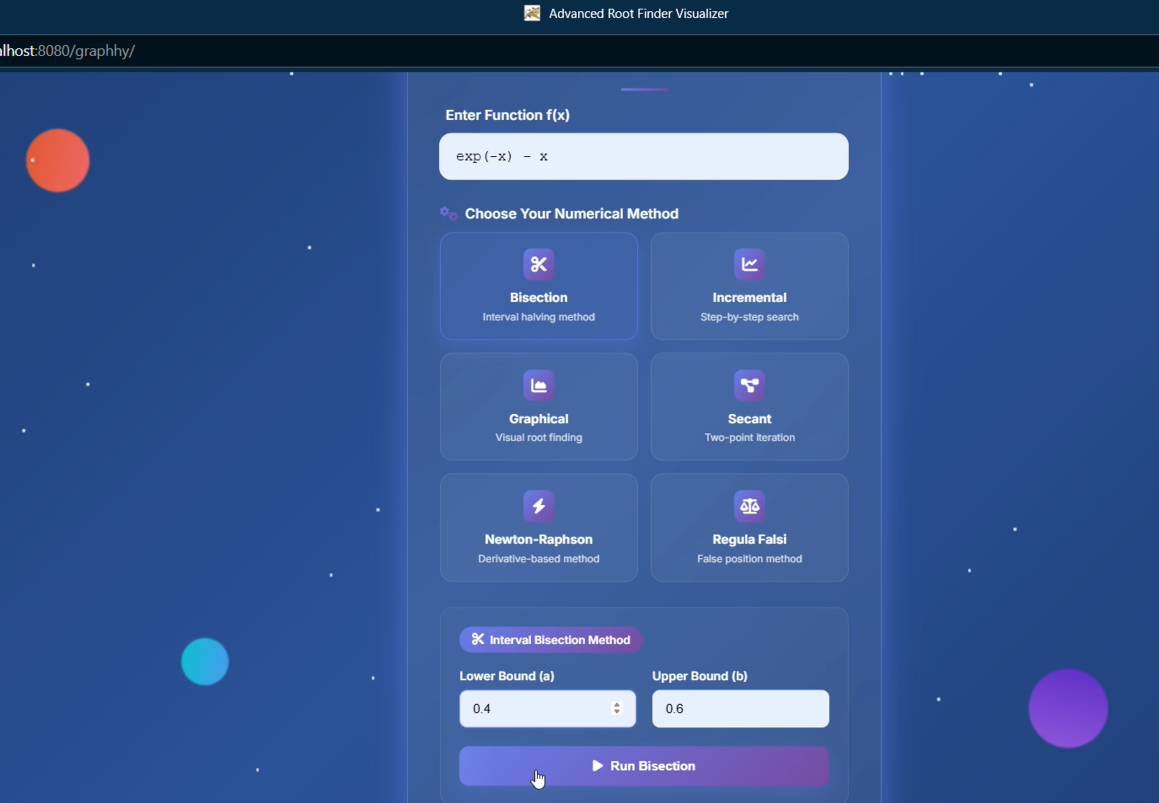 Advanced Root Finder Visualizer
lhost:8080/graphhy/
Enter Function f(x)
exp(-x) - x
Choose Your Numerical Method
Bisection
Interval halving method
Incremental
Step-by-step search
Graphical
Visual root finding
Secant
Two-point iteration
Newton-Raphson
Derivative-based method
Regula Falsi
False position method
Interval Bisection Method
Lower Bound (a)
Upper Bound (b)
0.4
0.6
Run Bisection